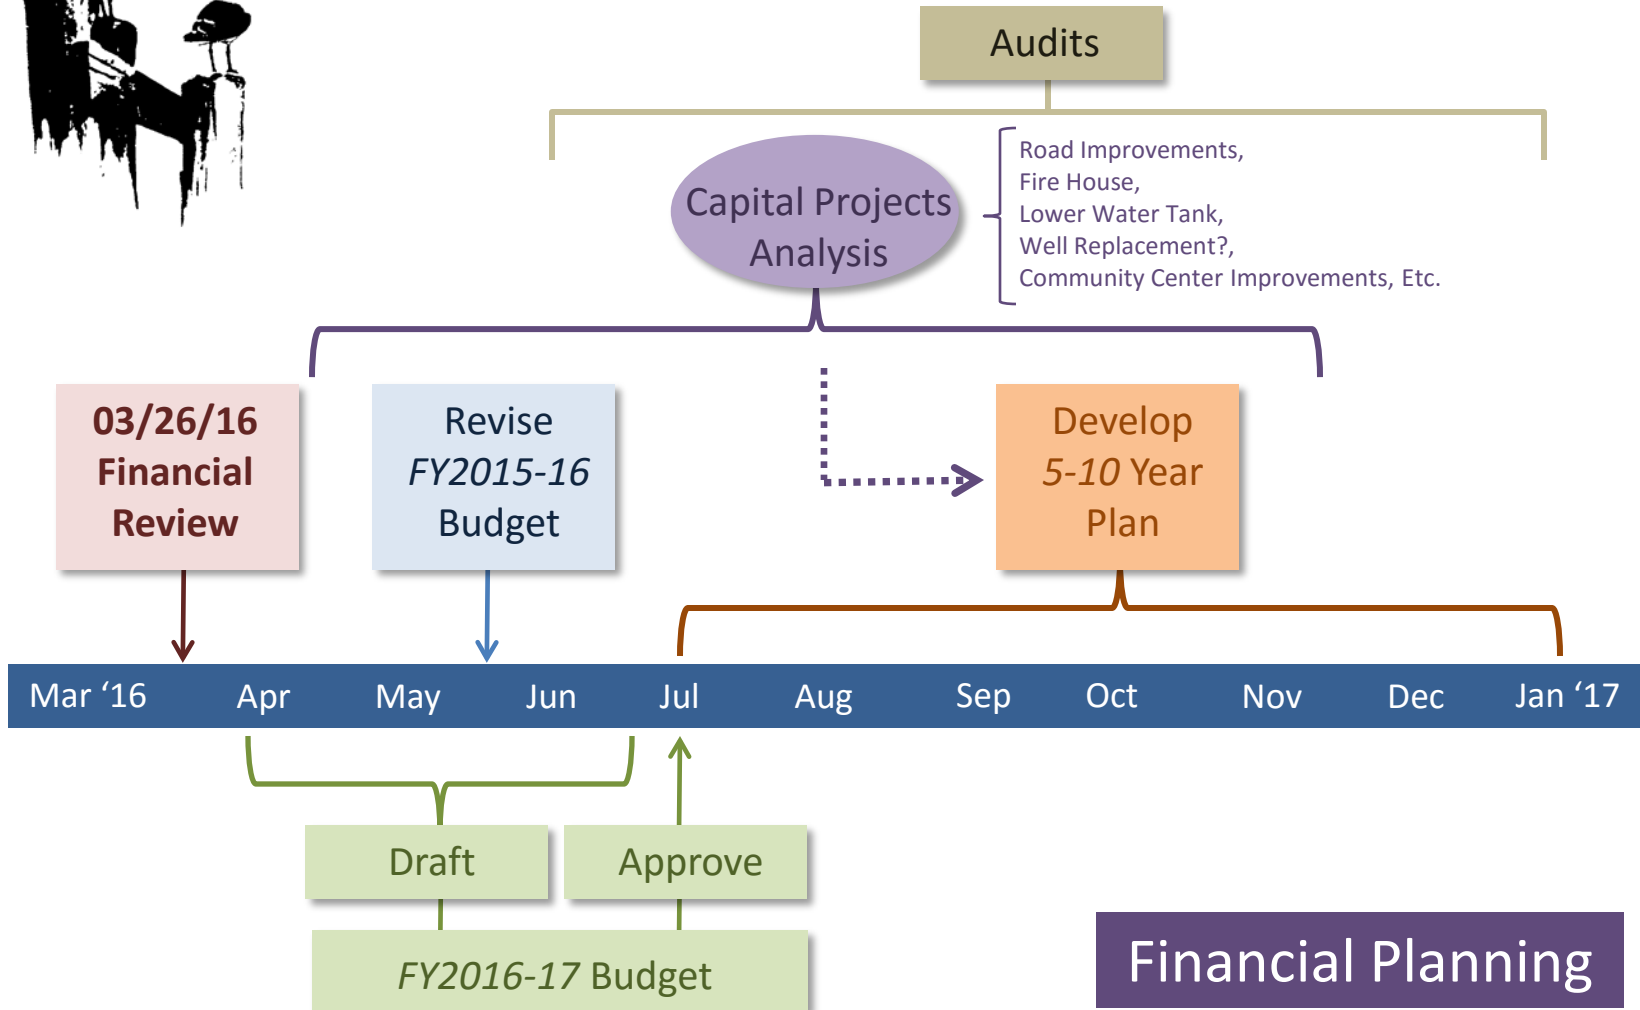 Audits
Capital Projects
Analysis
Road Improvements,
Fire House,
Lower Water Tank,
Well Replacement?,
Community Center Improvements, Etc.
03/26/16
Financial
Review
Revise
FY2015-16
Budget
Develop
5-10 Year
Plan
Mar ‘16 Apr May Jun Jul Aug Sep Oct Nov Dec Jan ‘17
Draft
Approve
FY2016-17 Budget
Financial Planning